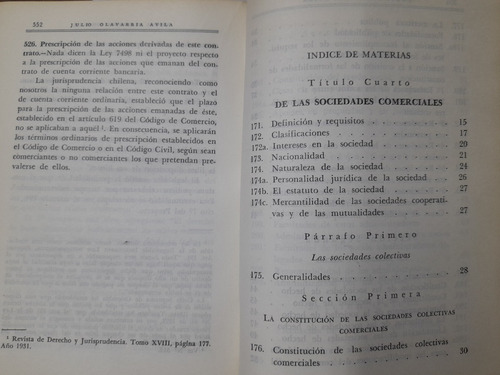 352 JULIO OLAVARRÍA AVILA
526. Prescripción de las acciones derivadas de este con-
trato.—Nada dicen la Ley 7498 ni el proyecto respecto
a la prescripción de las acciones que emanan del contrato
de cuenta corriente bancaria.
La jurisprudencia chilena, reconociendo como
nosotros la ninguna relación entre este contrato y el
de cuenta corriente ordinaria, estableció que el plazo
para la prescripción de las acciones emanadas de éste,
establecido en el artículo 619 del Código de Comercio,
no se aplicaban a aquel ¹. En consecuencia, se aplicarán
los términos ordinarios de prescripción establecidos en
el Código de Comercio o en el Código Civil, según sean
comerciantes o no comerciantes los que pretendan pre-
valerse de ellos.
¹ Revista de Derecho y Jurisprudencia. Tomo XVIII, página 177.
Año 1921.
INDICE DE MATERIAS
Título Cuarto
DE LAS SOCIEDADES COMERCIALES
171. Definición y requisitos . . . . . . 15
172. Clasificaciones . . . . . . . . 17
172a. Intereses en la sociedad . . . . . . 20
173. Nacionalidad . . . . . . . . 21
174. Naturaleza de la sociedad . . . . . . 24
174a. Personalidad jurídica de la sociedad . . . 26
174b. El estatuto de la sociedad . . . . . 27
174c. Mercantilidad de las sociedades cooperati-
vas y de las mutualidades . . . . . 27
Párrafo Primero
Las sociedades colectivas
175. Generalidades . . . . . . . . 28
Sección Primera
LA CONSTITUCIÓN DE LAS SOCIEDADES COLECTIVAS
COMERCIALES
176. Constitución de las sociedades colectivas
comerciales . . . . . . . . 30